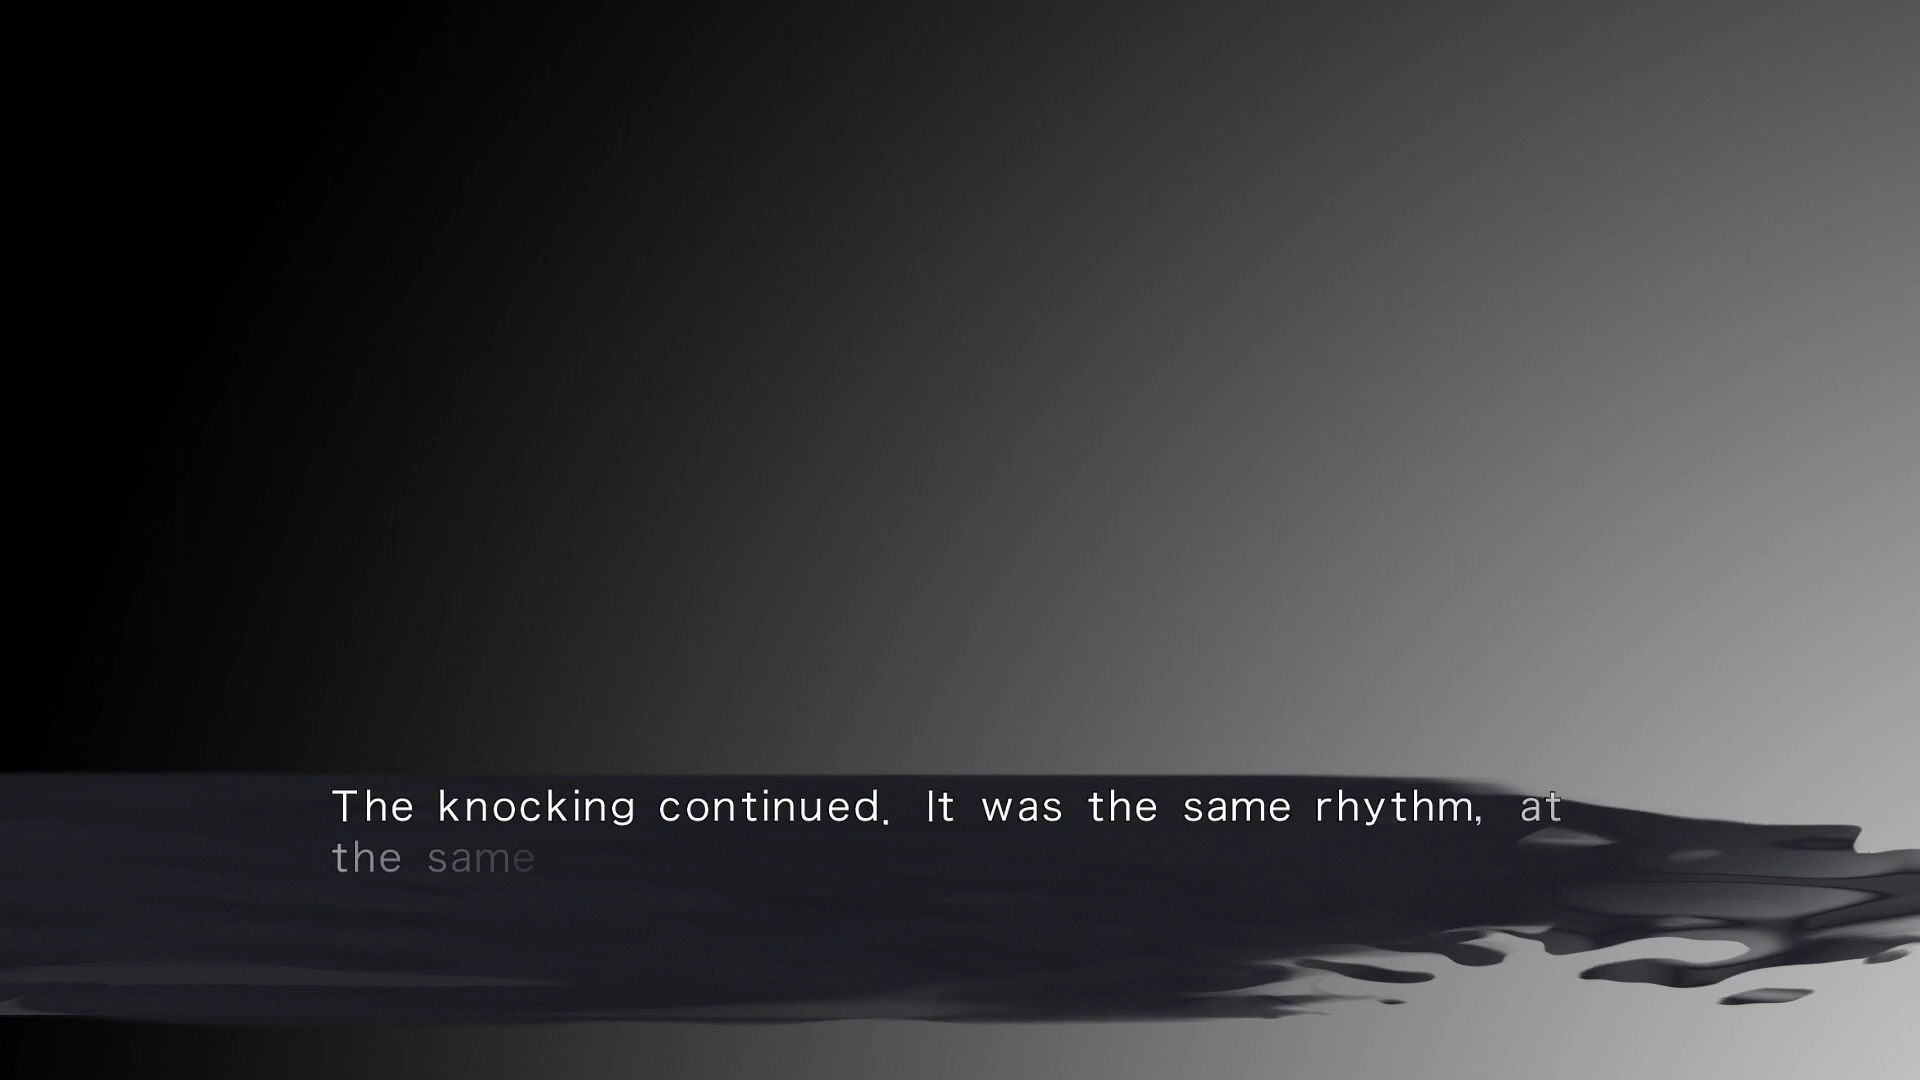 The knocking continued. It was the same rhythm, at
the same